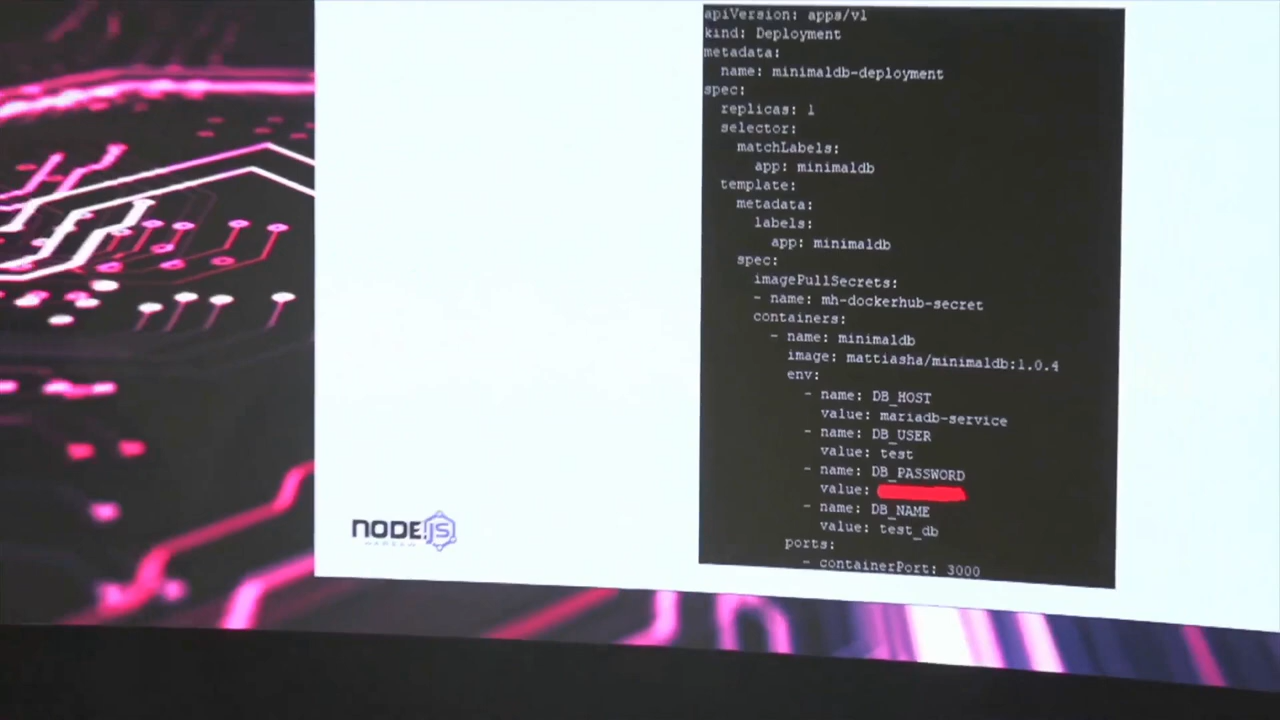 apiVersion: apps/v1
kind: Deployment
metadata:
  name: minimaldb-deployment
spec:
  replicas: 1
  selector:
    matchLabels:
      app: minimaldb
  template:
    metadata:
      labels:
        app: minimaldb
    spec:
      imagePullSecrets:
      - name: mh-dockerhub-secret
      containers:
        - name: minimaldb
          image: mattiasha/minimaldb:1.0.4
          env:
            - name: DB_HOST
              value: mariadb-service
            - name: DB_USER
              value: test
            - name: DB_PASSWORD
              value:
            - name: DB_NAME
              value: test_db
          ports:
            - containerPort: 3000
NODE.JS